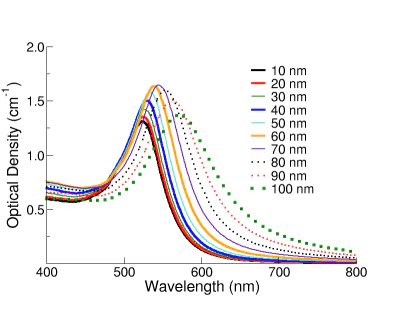 2.0
1.5
1.0
0.5
Optical Density (cm⁻¹)
10 nm
20 nm
30 nm
40 nm
50 nm
60 nm
70 nm
80 nm
90 nm
100 nm
400 500 600 700 800
Wavelength (nm)